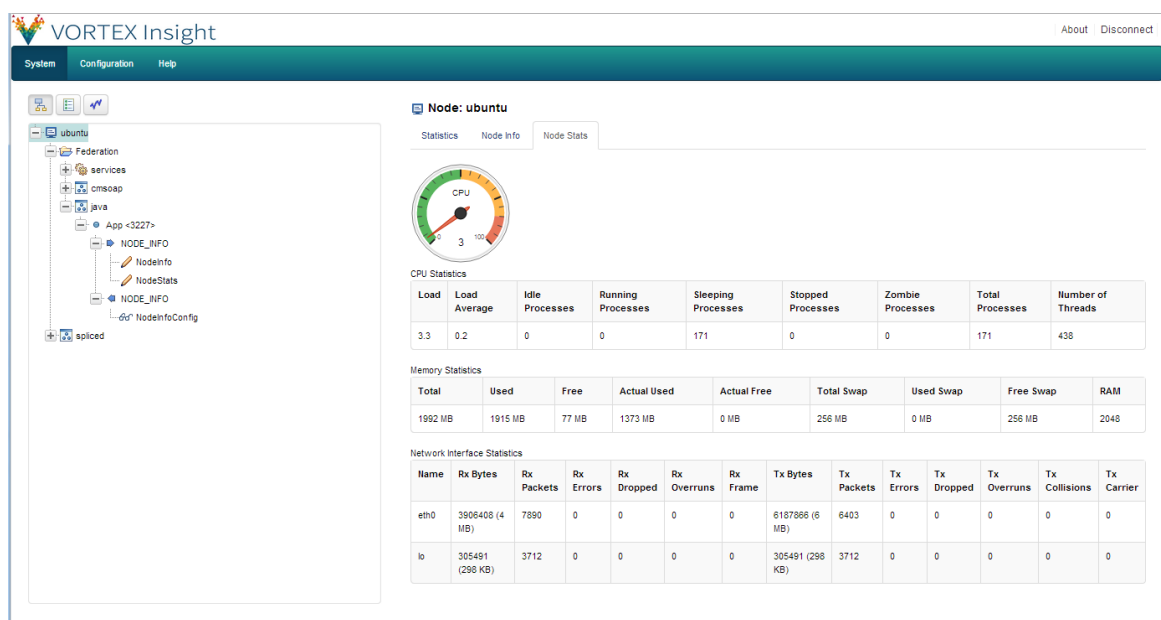 VORTEX Insight
About Disconnect
System Configuration Help
ubuntu
Federation
services
cmsoap
java
App <3227>
NODE_INFO
NodeInfo
NodeStats
NODE_INFO
NodeInfoConfig
spliced
Node: ubuntu
Statistics Node Info Node Stats
CPU
0 3 100
CPU Statistics
Load Load Average Idle Processes Running Processes Sleeping Processes Stopped Processes Zombie Processes Total Processes Number of Threads
3.3 0.2 0 0 171 0 0 171 438
Memory Statistics
Total Used Free Actual Used Actual Free Total Swap Used Swap Free Swap RAM
1992 MB 1915 MB 77 MB 1373 MB 0 MB 256 MB 0 MB 256 MB 2048
Network Interface Statistics
Name Rx Bytes Rx Packets Rx Errors Rx Dropped Rx Overruns Rx Frame Tx Bytes Tx Packets Tx Errors Tx Dropped Tx Overruns Tx Collisions Tx Carrier
eth0 3906408 (4 MB) 7890 0 0 0 0 6187866 (6 MB) 6403 0 0 0 0 0
lo 305491 (298 KB) 3712 0 0 0 0 305491 (298 KB) 3712 0 0 0 0 0